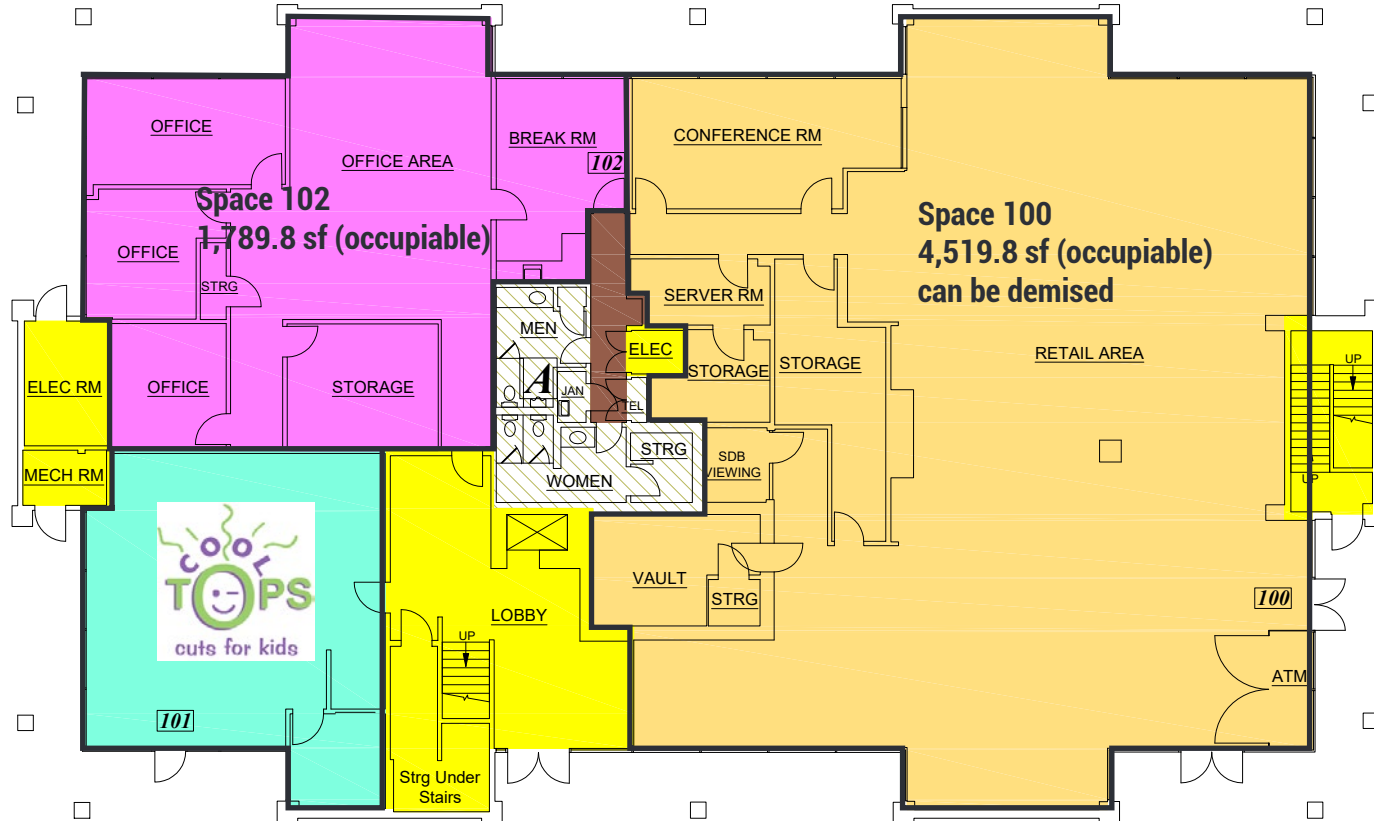 OFFICE
OFFICE AREA
BREAK RM
102
CONFERENCE RM
Space 102
1,789.8 sf (occupiable)
Space 100
4,519.8 sf (occupiable)
can be demised
OFFICE
STRG
SERVER RM
MEN
ELEC
STORAGE
STORAGE
RETAIL AREA
UP
UP
ELEC RM
OFFICE
STORAGE
A
JAN
TEL
MECH RM
STRG
WOMEN
SDB
VIEWING
COOL
TOPS
cuts for kids
VAULT
STRG
LOBBY
UP
100
ATM
101
Strg Under
Stairs